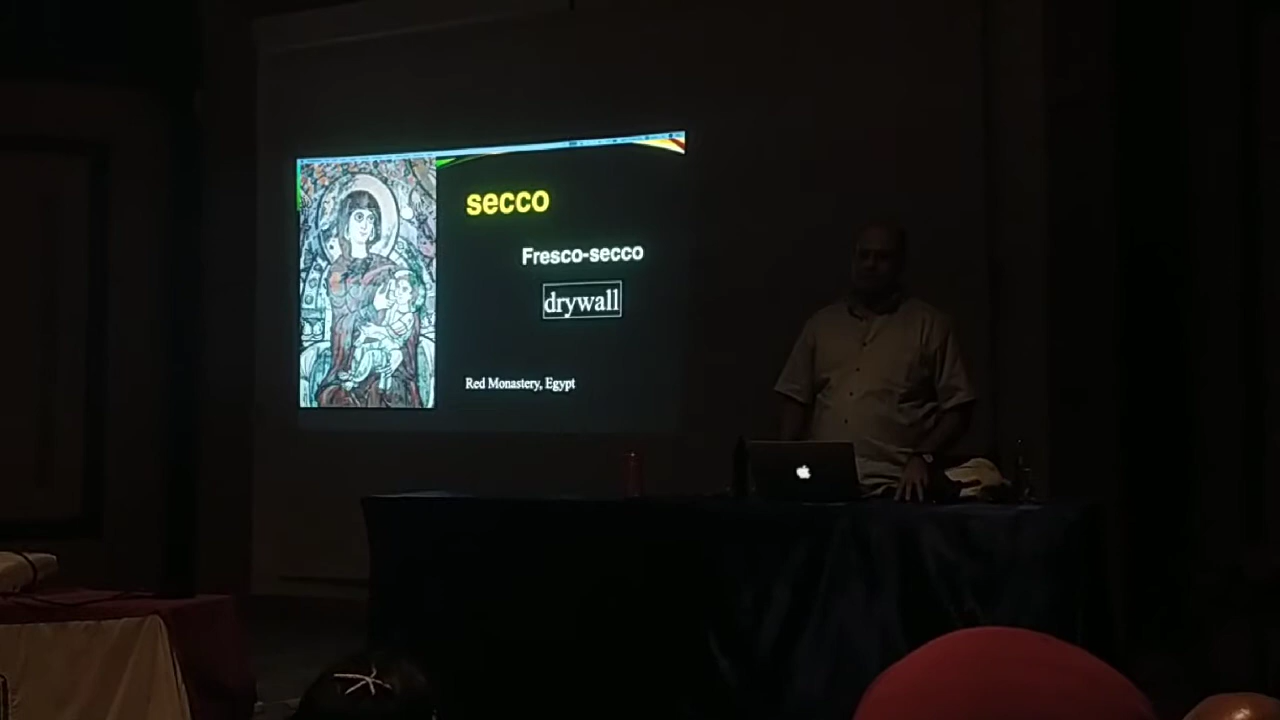 secco
Fresco-secco
drywall
Red Monastery, Egypt